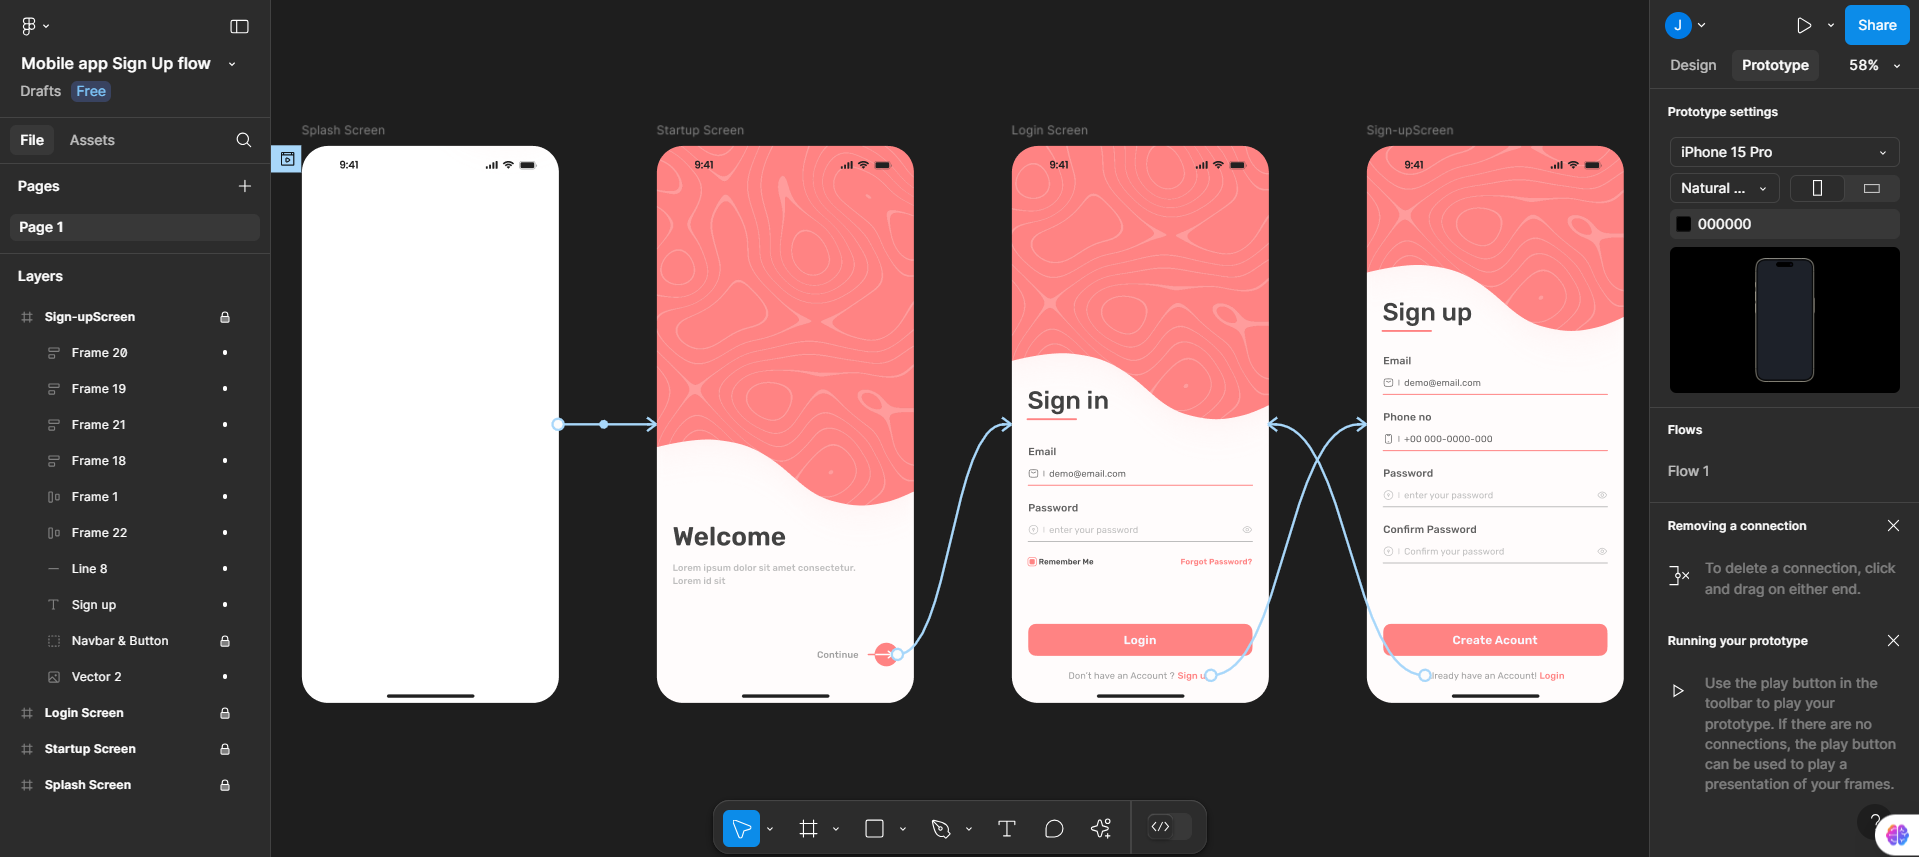 Mobile app Sign Up flow
Drafts Free
File Assets
Pages
Page 1
Layers
Sign-upScreen
Frame 20
Frame 19
Frame 21
Frame 18
Frame 1
Frame 22
Line 8
Sign up
Navbar & Button
Vector 2
Login Screen
Startup Screen
Splash Screen
Splash Screen
9:41
Startup Screen
9:41
Welcome
Lorem ipsum dolor sit amet consectetur.
Lorem id sit
Continue
Login Screen
9:41
Sign in
Email
demo@email.com
Password
enter your password
Remember Me Forgot Password?
Login
Don't have an Account ? Sign
Sign-upScreen
9:41
Sign up
Email
demo@email.com
Phone no
+00 000-0000-000
Password
enter your password
Confirm Password
Confirm your password
Create Acount
lready have an Account! Login
J
Share
Design Prototype 58%
Prototype settings
iPhone 15 Pro
Natural ...
000000
Flows
Flow 1
Removing a connection
To delete a connection, click
and drag on either end.
Running your prototype
Use the play button in the
toolbar to play your
prototype. If there are no
connections, the play button
can be used to play a
presentation of your frames.
?